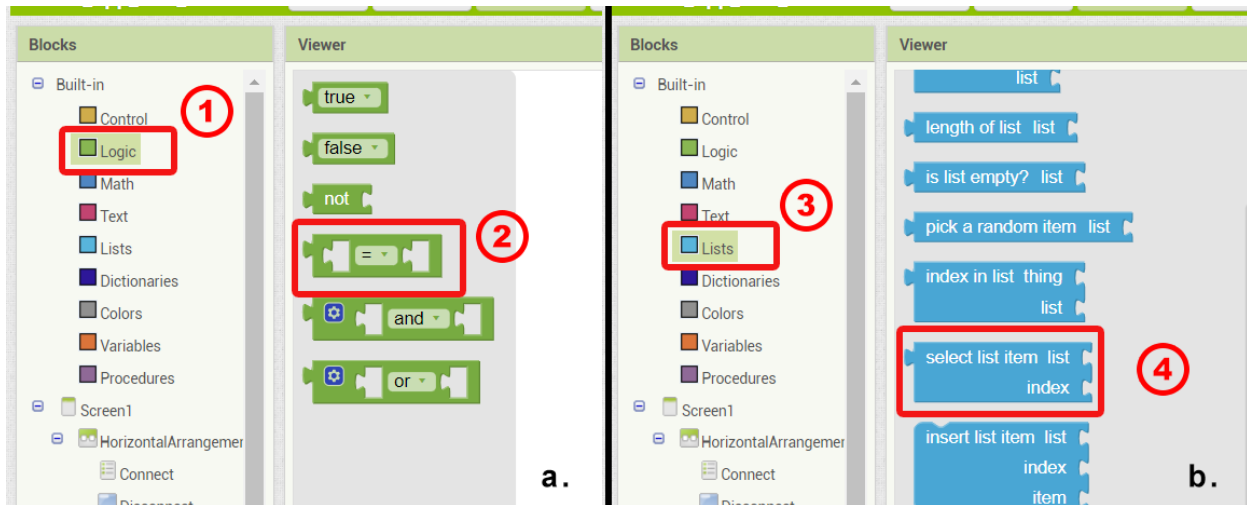 Blocks
Viewer
Built-in
Control
Logic
Math
Text
Lists
Dictionaries
Colors
Variables
Procedures
Screen1
HorizontalArrangemer
Connect
Disconnect
1
true
false
not
=
2
and
or
a.
Blocks
Viewer
Built-in
Control
Logic
Math
Text
Lists
Dictionaries
Colors
Variables
Procedures
Screen1
HorizontalArrangemer
Connect
3
list
length of list list
is list empty? list
pick a random item list
index in list thing
list
select list item list
index
4
insert list item list
index
item
b.